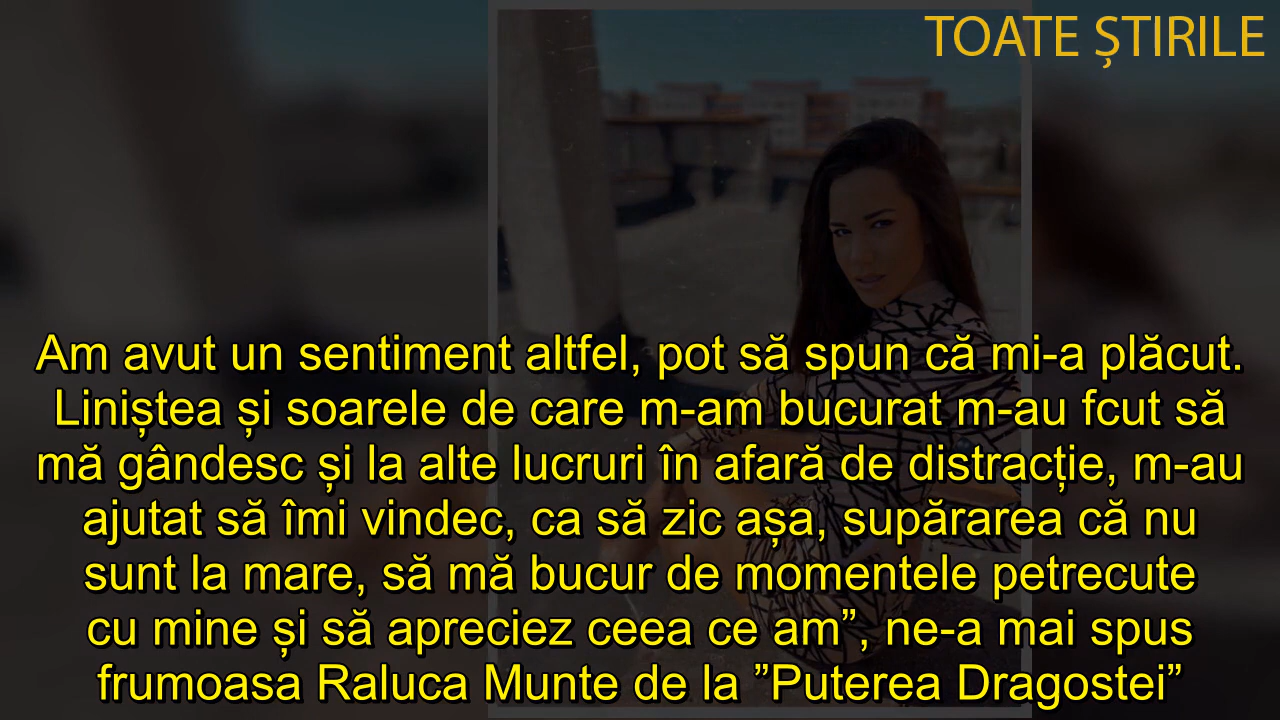 TOATE ȘTIRILE
Am avut un sentiment altfel, pot să spun că mi-a plăcut.
Liniștea și soarele de care m-am bucurat m-au fcut să
mă gândesc și la alte lucruri în afară de distracție, m-au
ajutat să îmi vindec, ca să zic așa, supărarea că nu
sunt la mare, să mă bucur de momentele petrecute
cu mine și să apreciez ceea ce am”, ne-a mai spus
frumoasa Raluca Munte de la ”Puterea Dragostei”